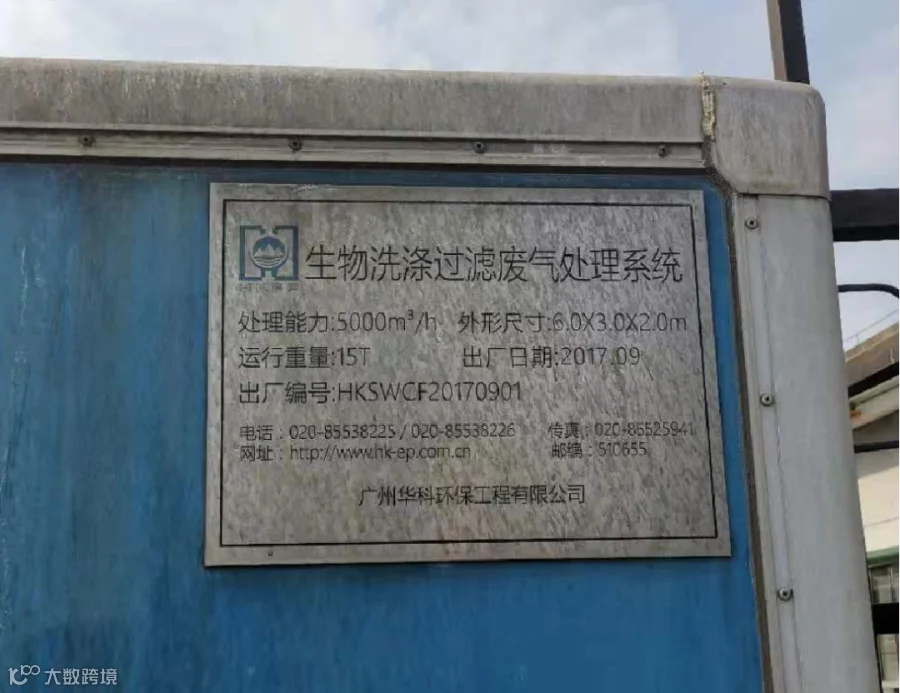 生物洗涤过滤废气处理系统
处理能力:5000m³/h 外形尺寸:6.0X3.0X2.0m
运行重量:15T 出厂日期:2017.09
出厂编号:HKSWCF20170901
电话:020-85538225/020-85538226 传真:020-85525941
网址:http://www.hk-ep.com.cn 邮编:510655
广州华科环保工程有限公司
大数跨境